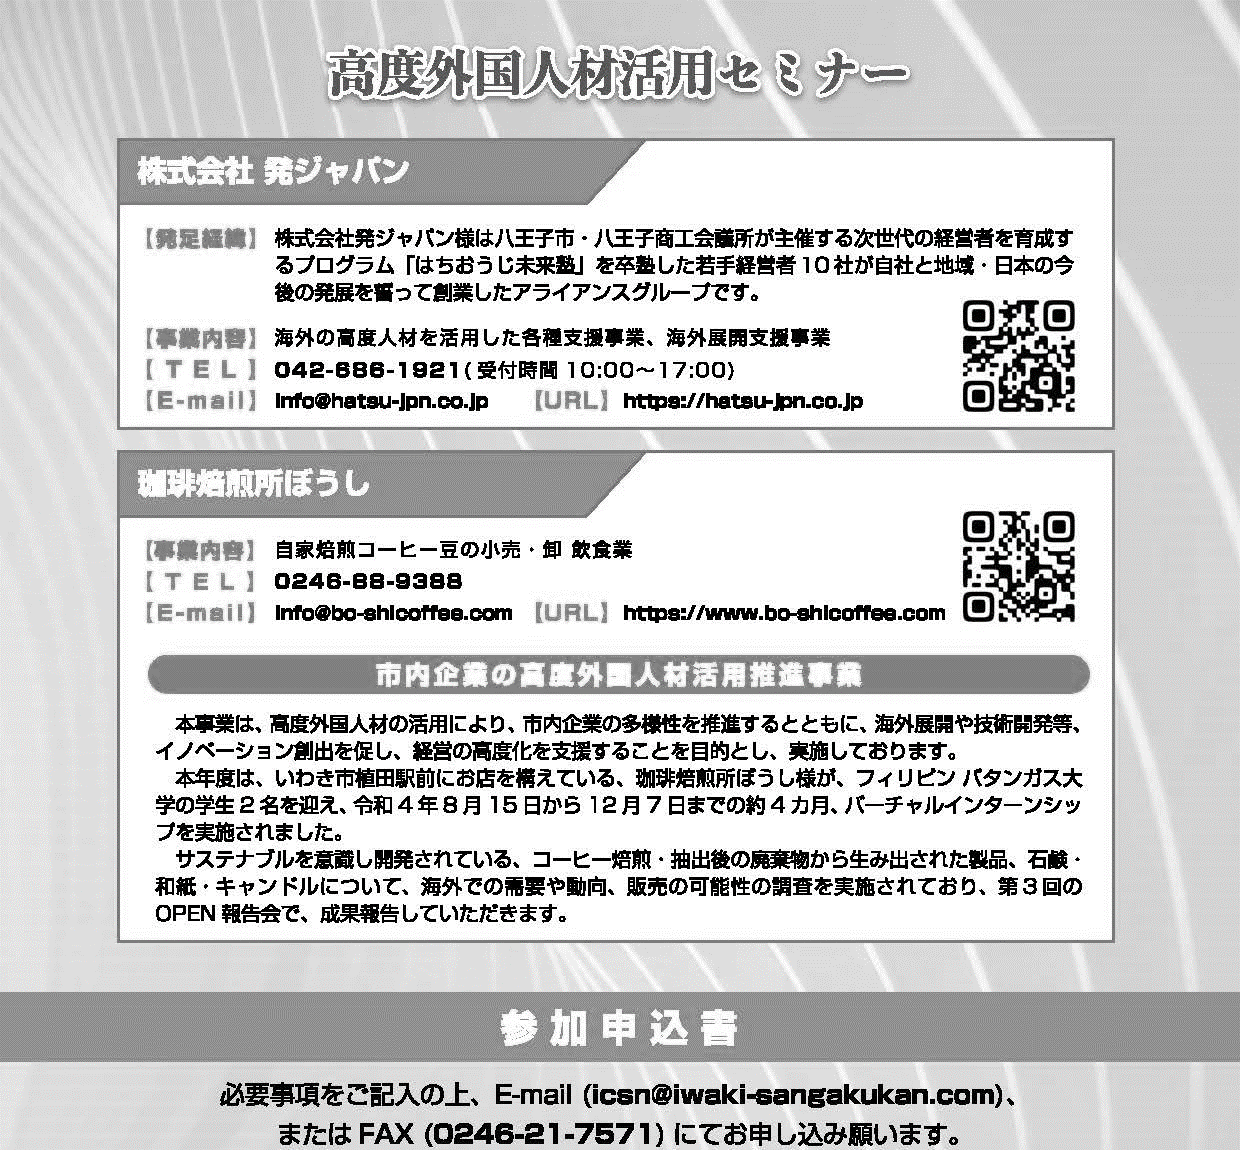 高度外国人材活用セミナー
株式会社 発ジャパン
【発足経緯】 株式会社発ジャパン様は八王子市・八王子商工会議所が主催する次世代の経営者を育成す
るプログラム「はちおうじ未来塾」を卒塾した若手経営者10社が自社と地域・日本の今
後の発展を誓って創業したアライアンスグループです。
【事業内容】 海外の高度人材を活用した各種支援事業、海外展開支援事業
【TEL】 042-686-1921(受付時間 10:00～17:00)
【E-mail】 info@hatsu-jpn.co.jp 【URL】 https://hatsu-jpn.co.jp
珈琲焙煎所ぼうし
【事業内容】 自家焙煎コーヒー豆の小売・卸 飲食業
【TEL】 0246-88-9388
【E-mail】 info@bo-shicoffee.com 【URL】 https://www.bo-shicoffee.com
市内企業の高度外国人材活用推進事業
本事業は、高度外国人材の活用により、市内企業の多様性を推進するとともに、海外展開や技術開発等、
イノベーション創出を促し、経営の高度化を支援することを目的とし、実施しております。
本年度は、いわき市植田駅前にお店を構えている、珈琲焙煎所ぼうし様が、フィリピン バタンガス大
学の学生2名を迎え、令和4年8月15日から12月7日までの約4カ月、バーチャルインターンシッ
プを実施されました。
サステナブルを意識し開発されている、コーヒー焙煎・抽出後の廃棄物から生み出された製品、石鹸・
和紙・キャンドルについて、海外での需要や動向、販売の可能性の調査を実施されており、第3回の
OPEN報告会で、成果報告していただきます。
参加申込書
必要事項をご記入の上、E-mail (icsn@iwaki-sangakukan.com)、
またはFAX (0246-21-7571) にてお申し込み願います。